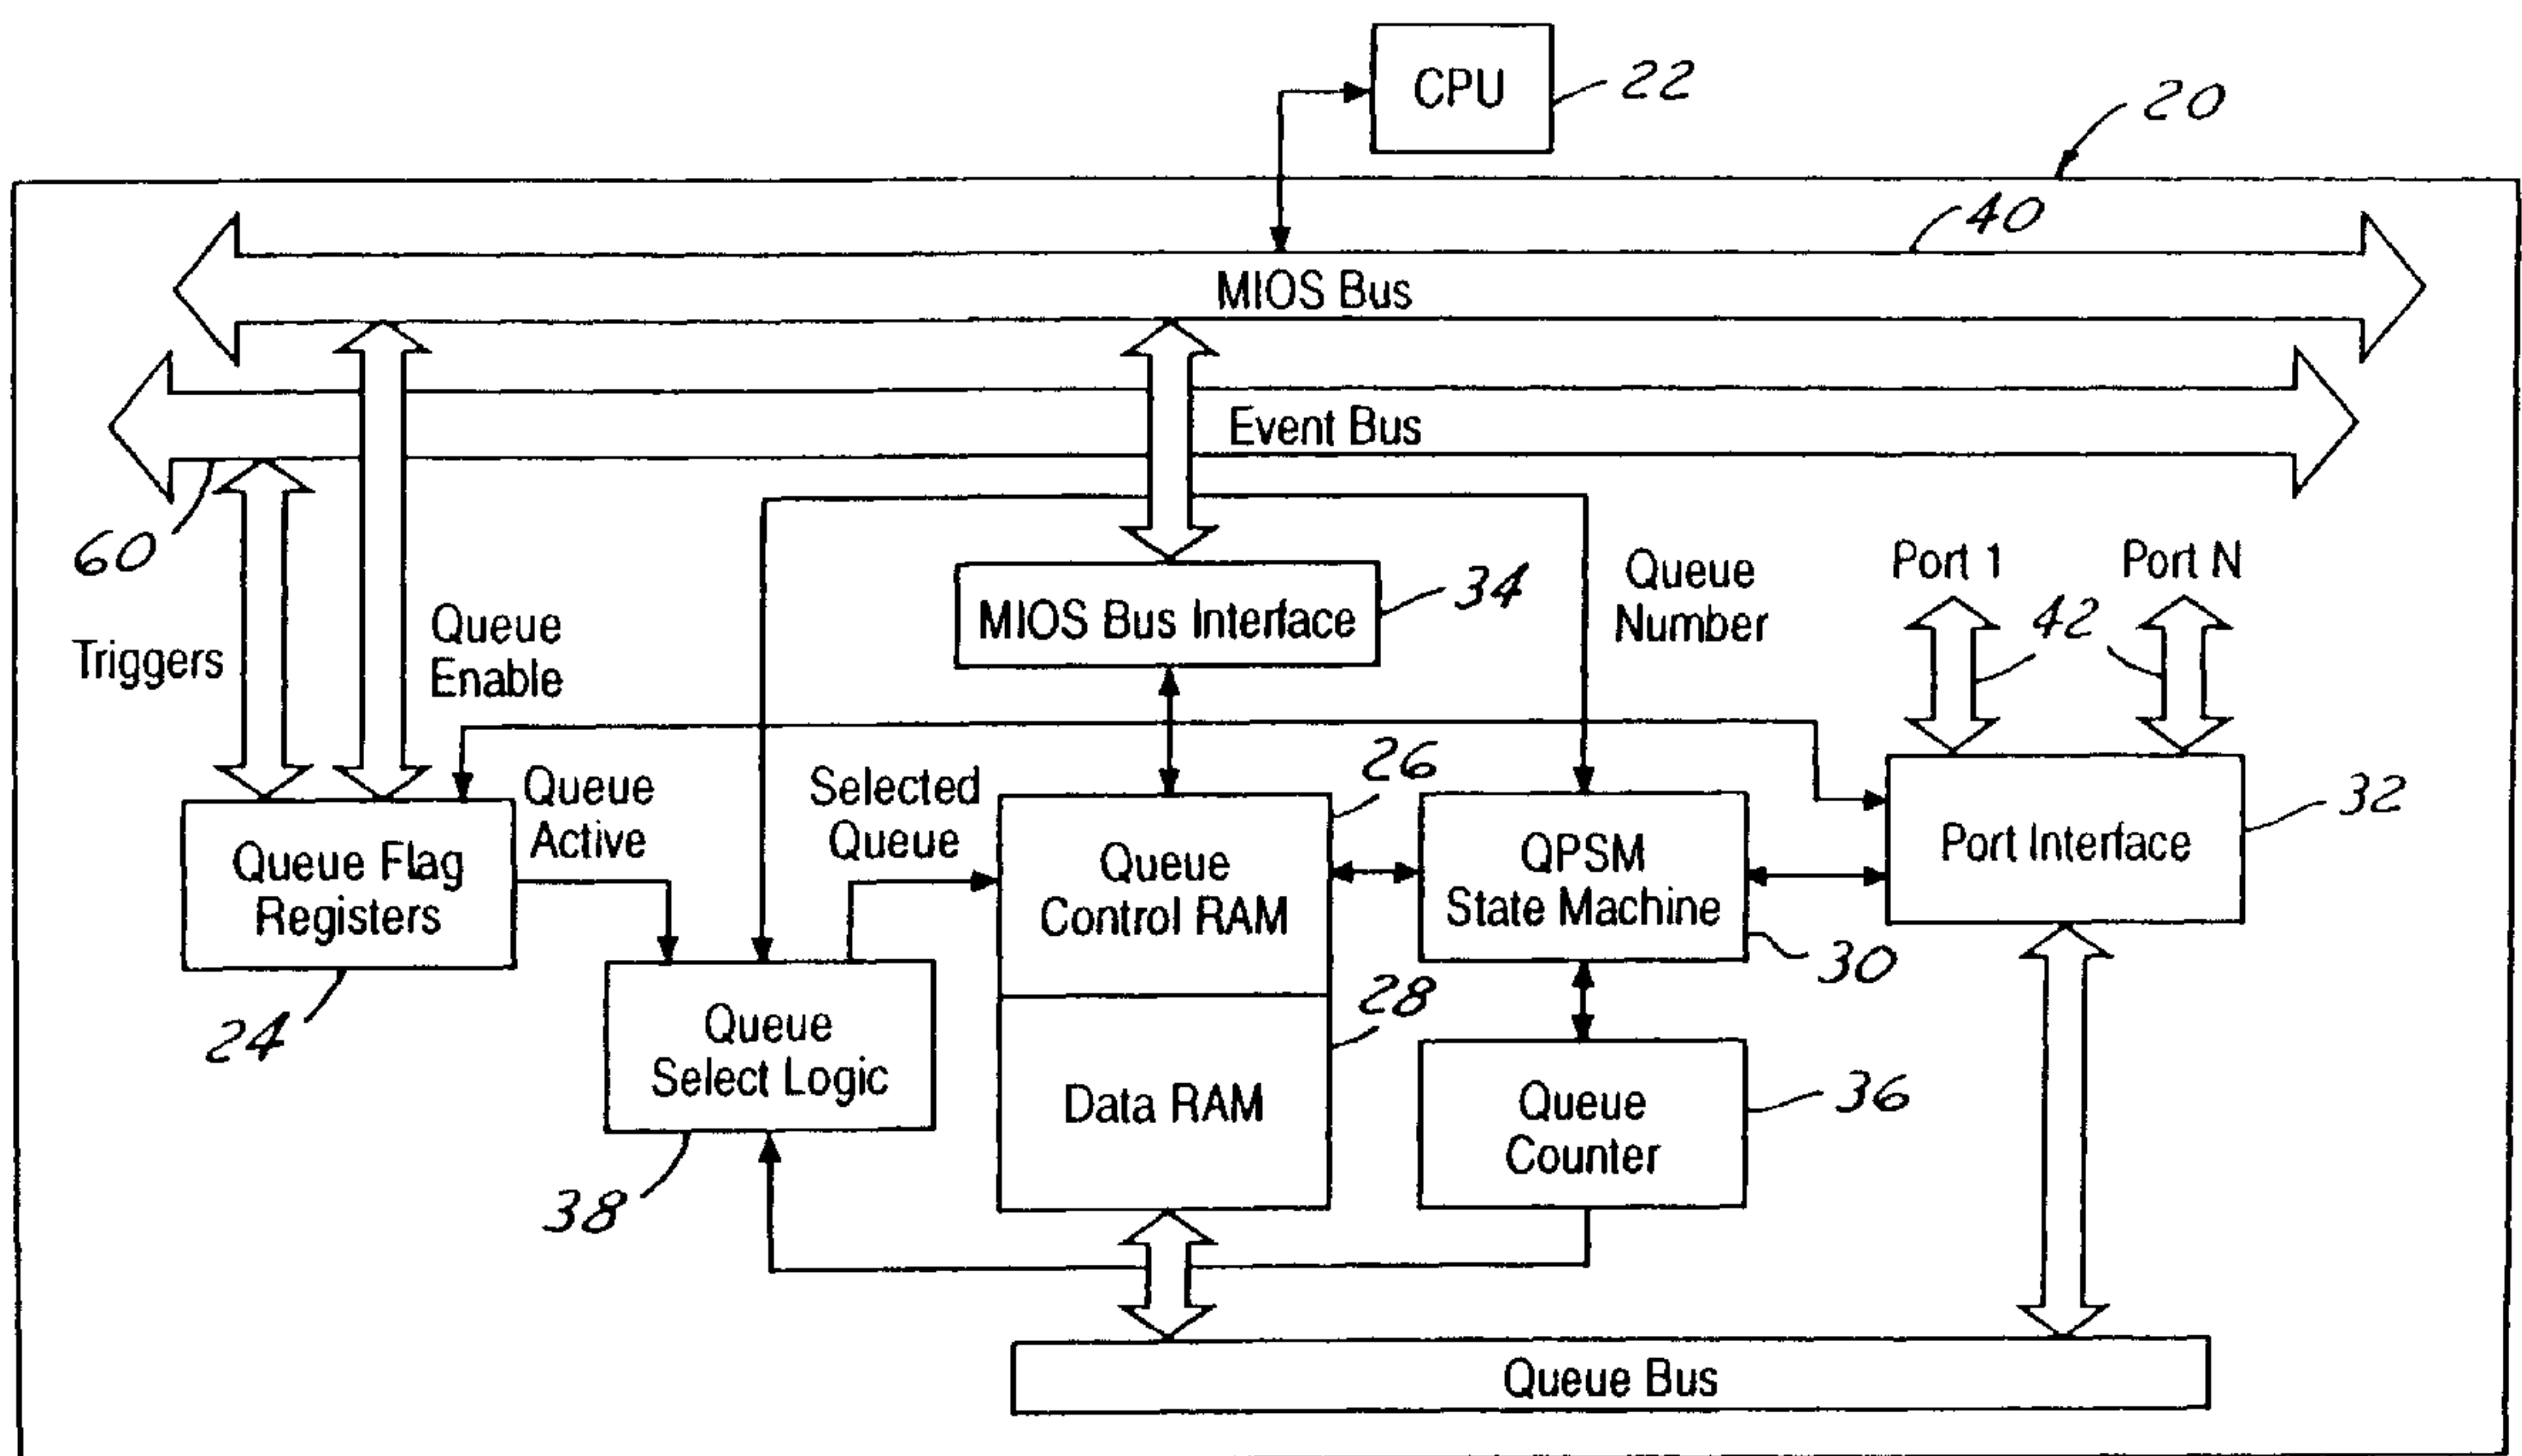 CPU
22
20
40
MIOS Bus
Event Bus
60
Triggers
Queue
Enable
MIOS Bus Interface
34
Queue
Number
Port 1
Port N
42
Queue
Active
Selected
Queue
26
32
Queue Flag
Registers
24
Queue
Control RAM
QPSM
State Machine
30
Port Interface
28
Queue
Select Logic
38
Data RAM
Queue
Counter
36
Queue Bus